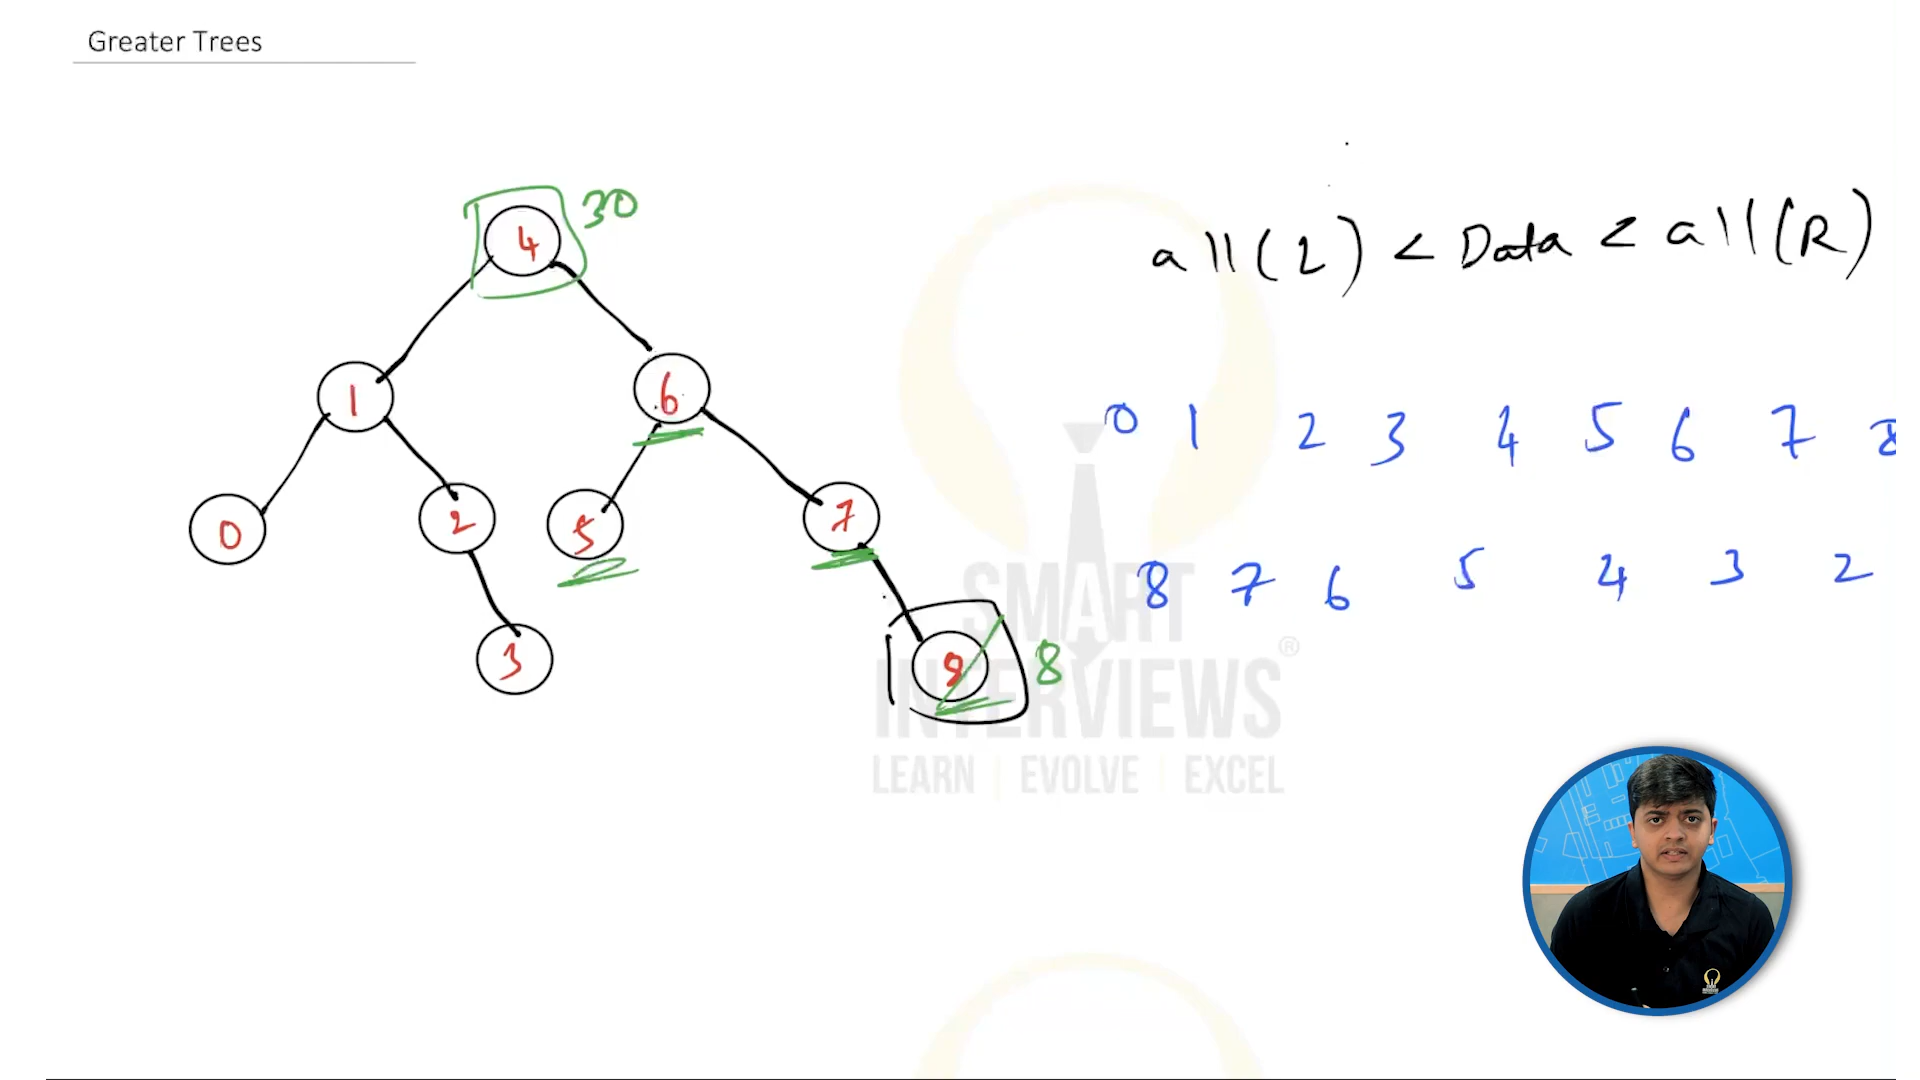 Greater Trees
4 30
all(L) < Data < all(R)
1 6
0 1 2 3 4 5 6 7 8
0 2 5 7
8 7 6 5 4 3 2
3 8 8
SMART
INTERVIEWS®
LEARN | EVOLVE | EXCEL